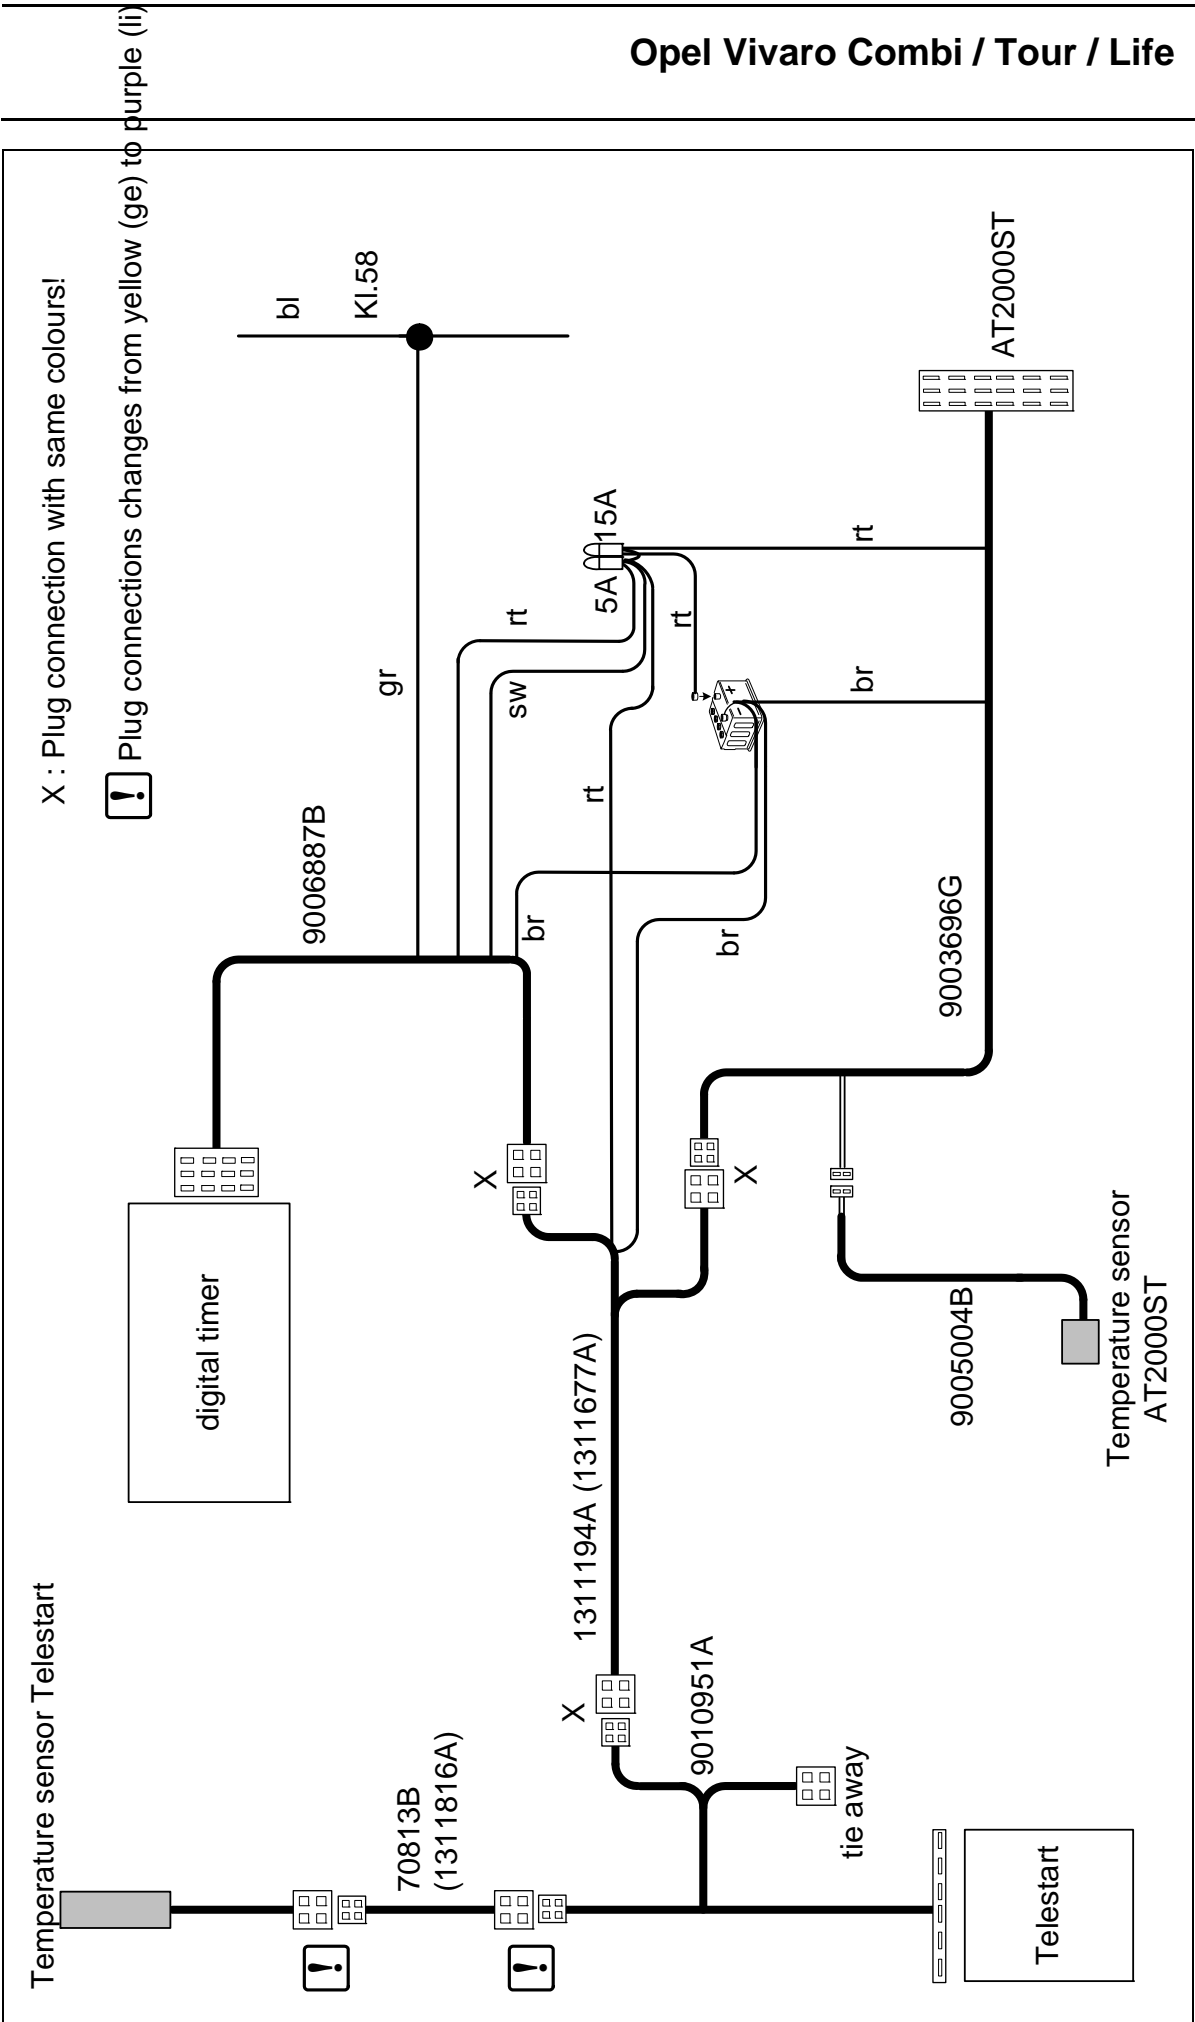 Opel Vivaro Combi / Tour / Life
X : Plug connection with same colours!
! Plug connections changes from yellow (ge) to purple (li)
bl
Kl.58
gr
9006887B
rt
sw
5A
15A
rt
rt
br
br
rt
br
AT2000ST
9003696G
digital timer
X
X
Temperature sensor
AT2000ST
9005004B
1311194A (1311677A)
X
9010951A
tie away
Temperature sensor Telestart
70813B
(1311816A)
!
!
Telestart
+
-